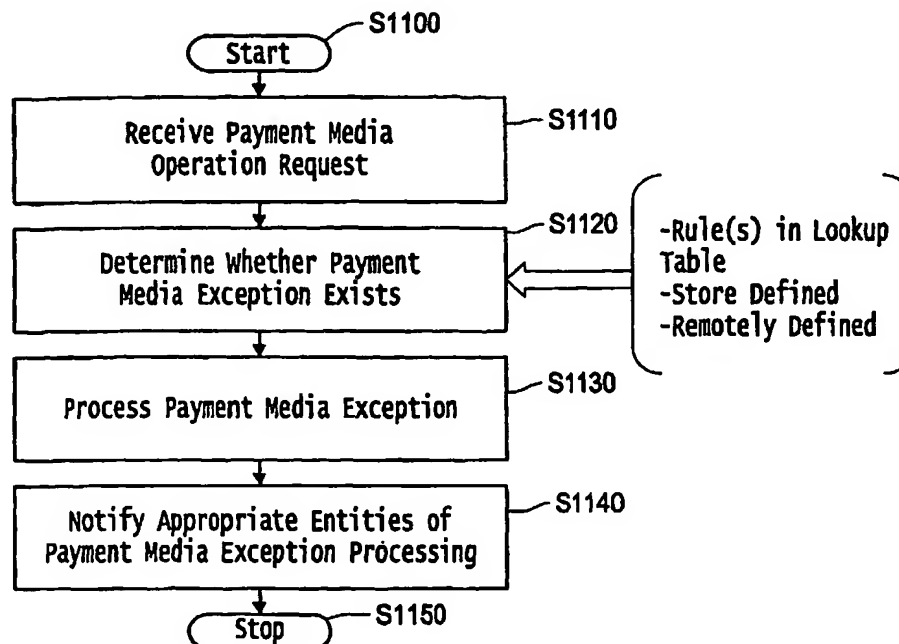 S1100
Start
S1110
Receive Payment Media
Operation Request
S1120
Determine Whether Payment
Media Exception Exists
-Rule(s) in Lookup
Table
-Store Defined
-Remotely Defined
S1130
Process Payment Media Exception
S1140
Notify Appropriate Entities of
Payment Media Exception Processing
S1150
Stop